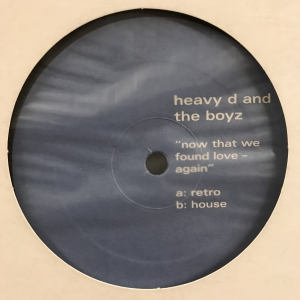 heavy d and
the boyz
"now that we
found love –
again"
a: retro
b: house